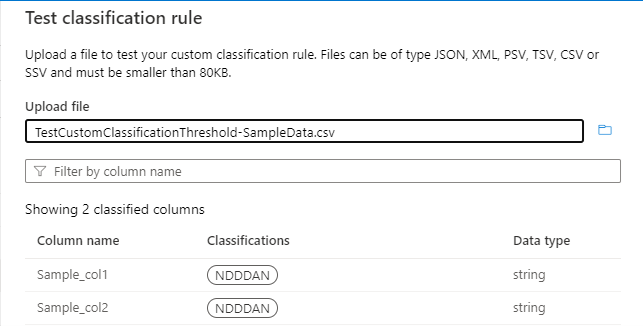 Test classification rule
Upload a file to test your custom classification rule. Files can be of type JSON, XML, PSV, TSV, CSV or
SSV and must be smaller than 80KB.
Upload file
TestCustomClassificationThreshold-SampleData.csv
Filter by column name
Showing 2 classified columns
Column name Classifications Data type
Sample_col1 NDDDAN string
Sample_col2 NDDDAN string